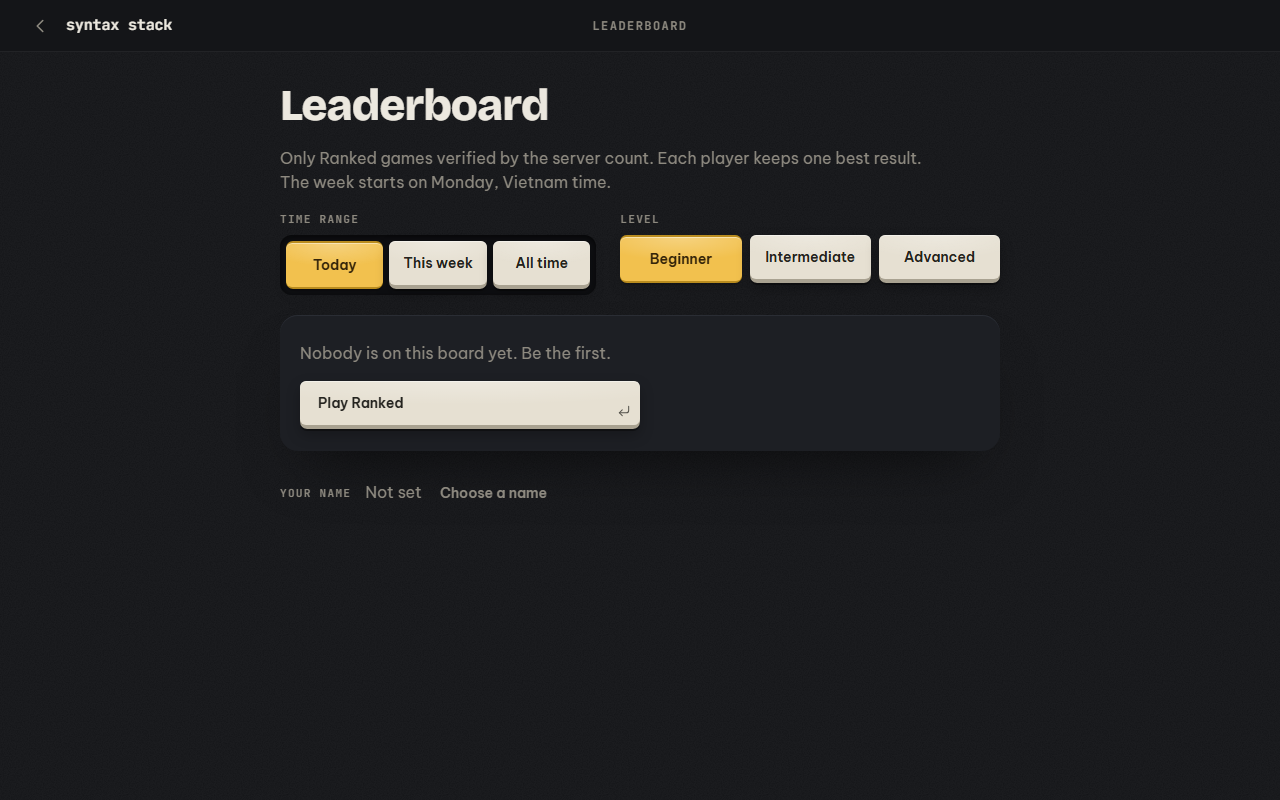 syntax stack
LEADERBOARD
Leaderboard
Only Ranked games verified by the server count. Each player keeps one best result.
The week starts on Monday, Vietnam time.
TIME RANGE
Today
This week
All time
LEVEL
Beginner
Intermediate
Advanced
Nobody is on this board yet. Be the first.
Play Ranked
YOUR NAME Not set Choose a name